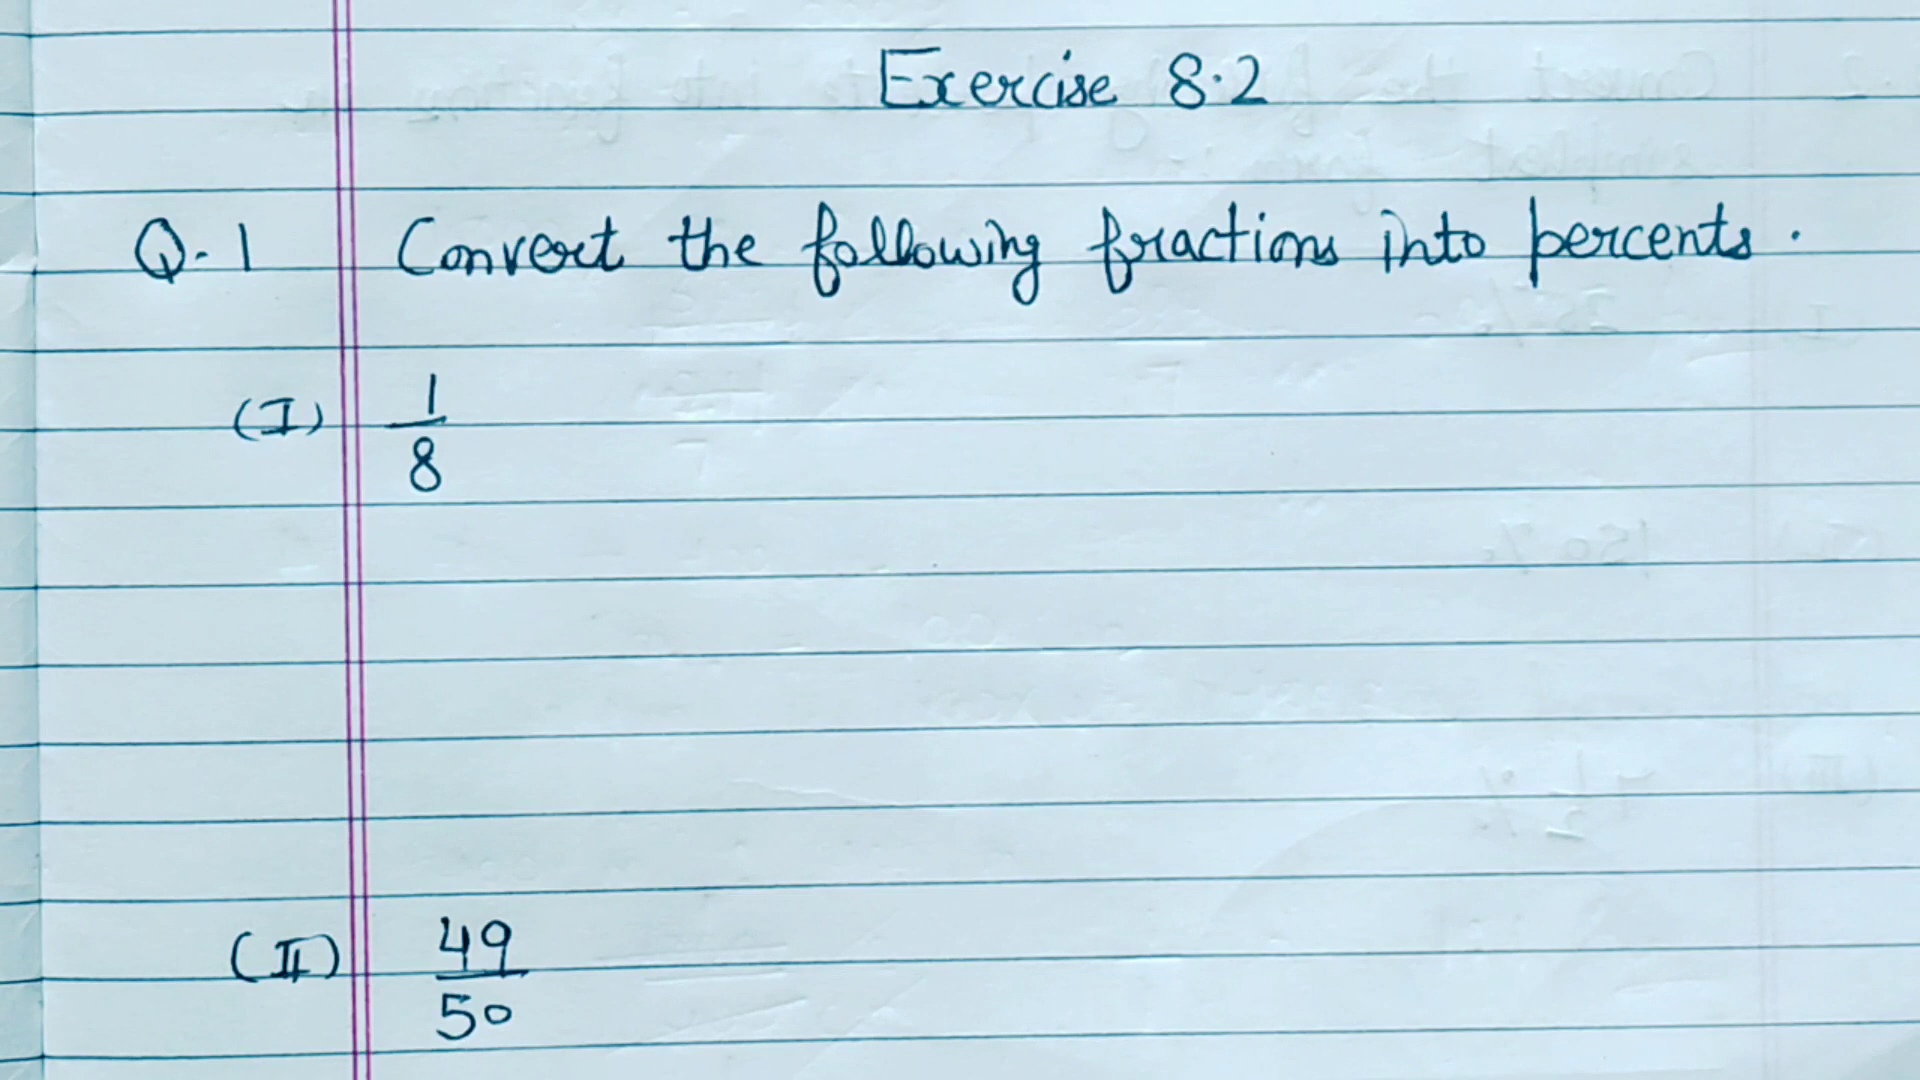 Exercise 8.2
Q.1 Convert the following fractions into percents.
(I) 1/8
(II) 49/50